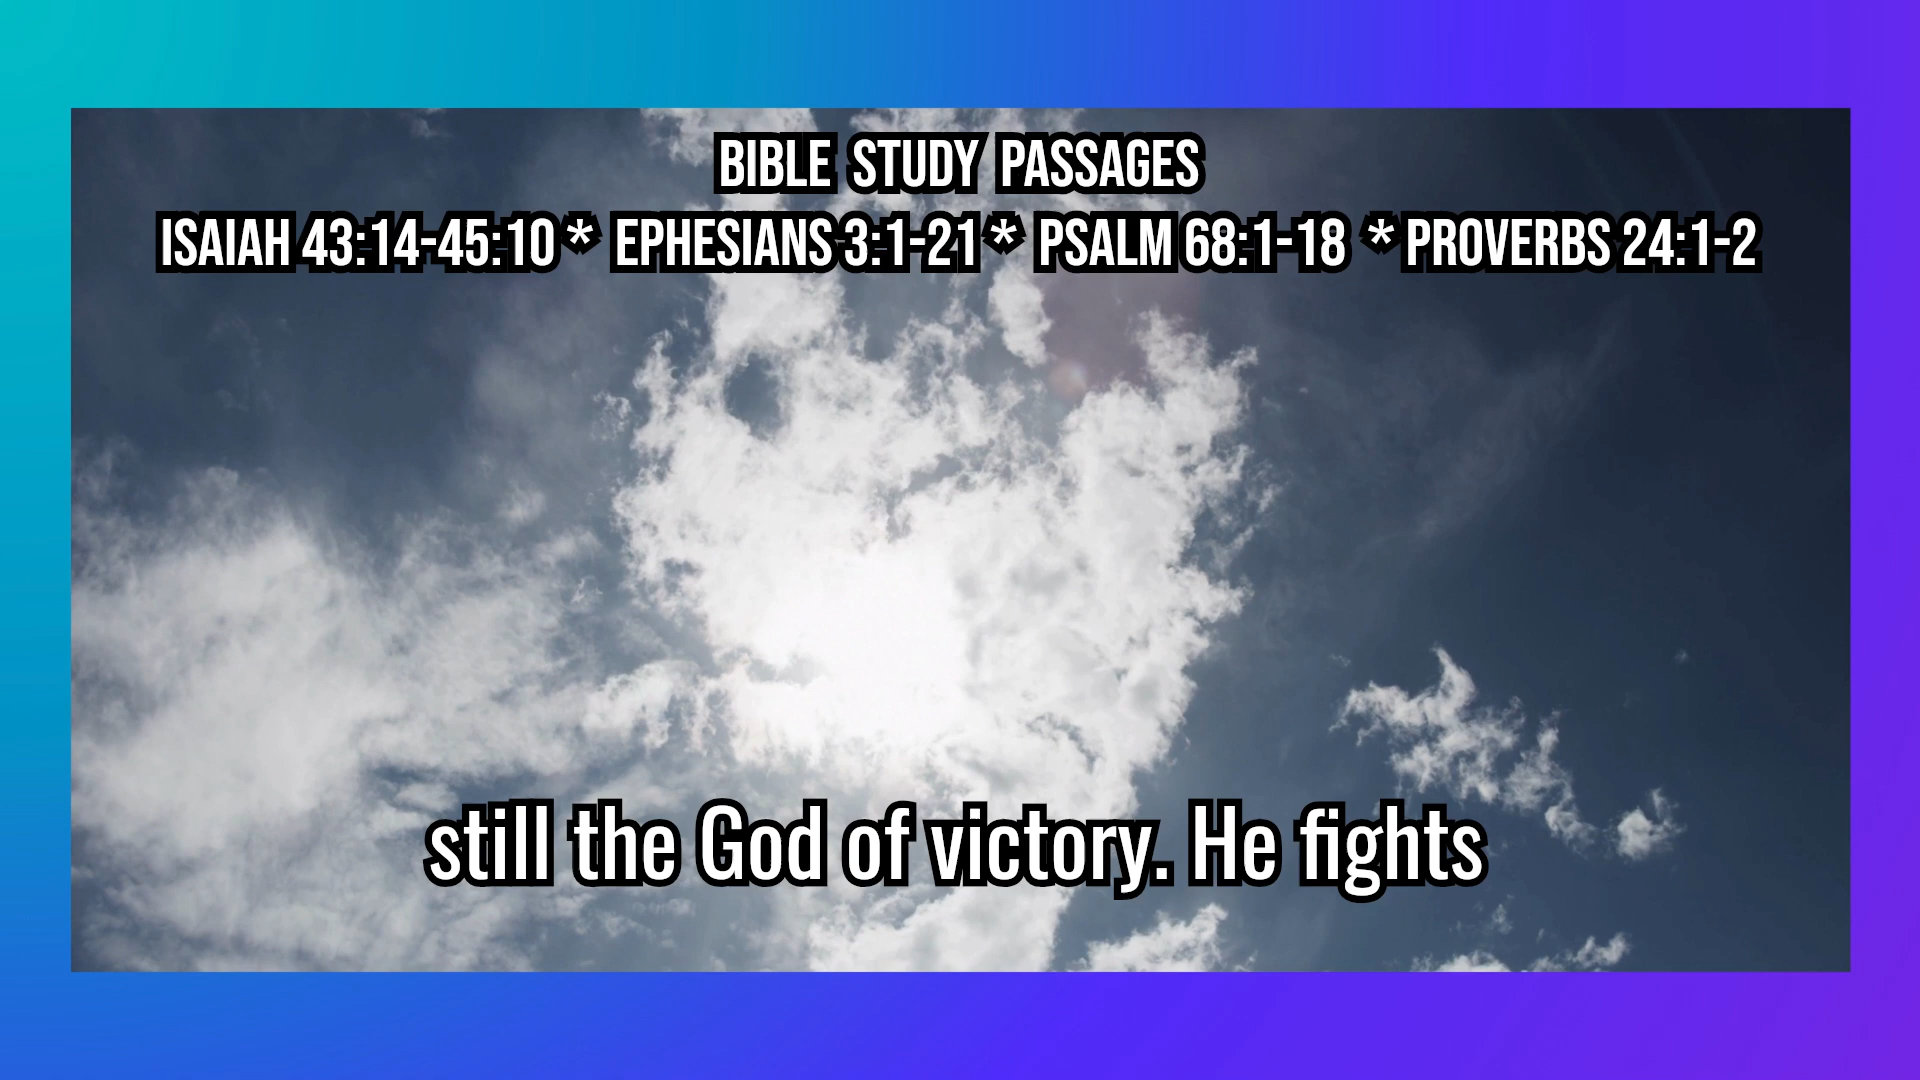 BIBLE STUDY PASSAGES
ISAIAH 43:14-45:10 * EPHESIANS 3:1-21 * PSALM 68:1-18 * PROVERBS 24:1-2
still the God of victory. He fights